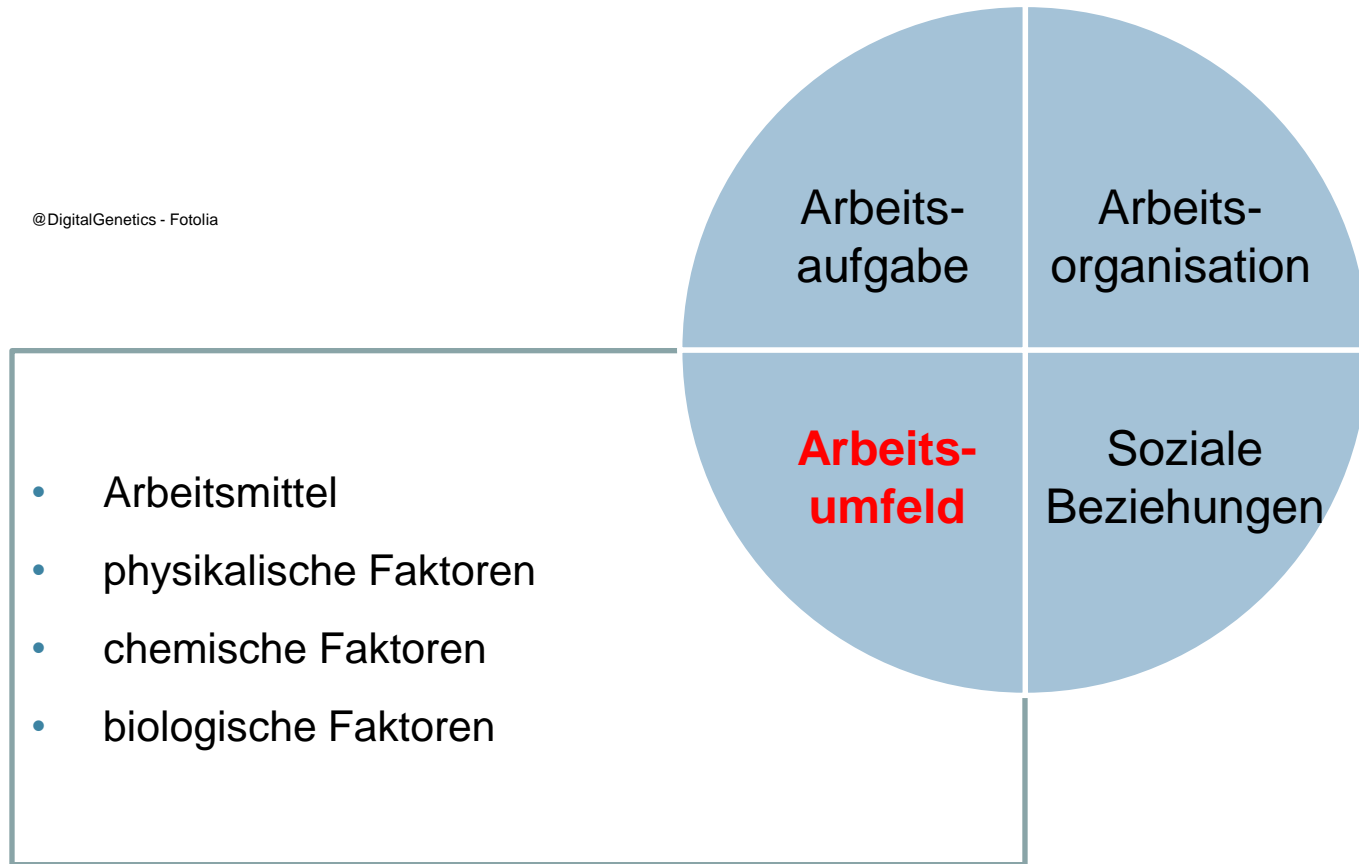 @DigitalGenetics - Fotolia
Arbeits-
aufgabe
Arbeits-
organisation
Arbeits-
umfeld
Soziale
Beziehungen
• Arbeitsmittel
• physikalische Faktoren
• chemische Faktoren
• biologische Faktoren